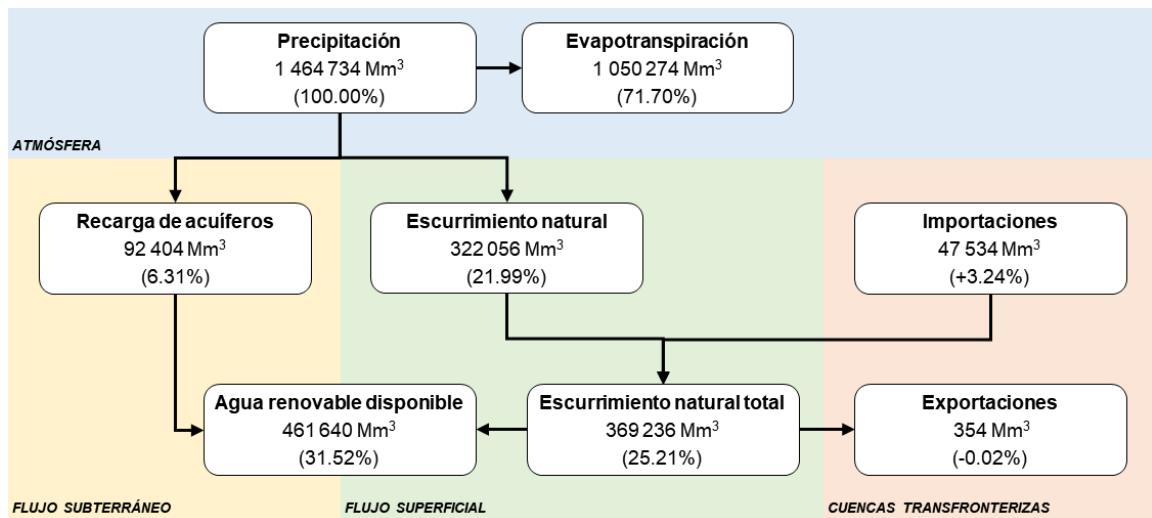 Precipitación
1 464 734 Mm³
(100.00%)
Evapotranspiración
1 050 274 Mm³
(71.70%)
ATMÓSFERA
Recarga de acuíferos
92 404 Mm³
(6.31%)
Escurrimiento natural
322 056 Mm³
(21.99%)
Importaciones
47 534 Mm³
(+3.24%)
Agua renovable disponible
461 640 Mm³
(31.52%)
Escurrimiento natural total
369 236 Mm³
(25.21%)
Exportaciones
354 Mm³
(-0.02%)
FLUJO SUBTERRÁNEO
FLUJO SUPERFICIAL
CUENCAS TRANSFRONTERIZAS